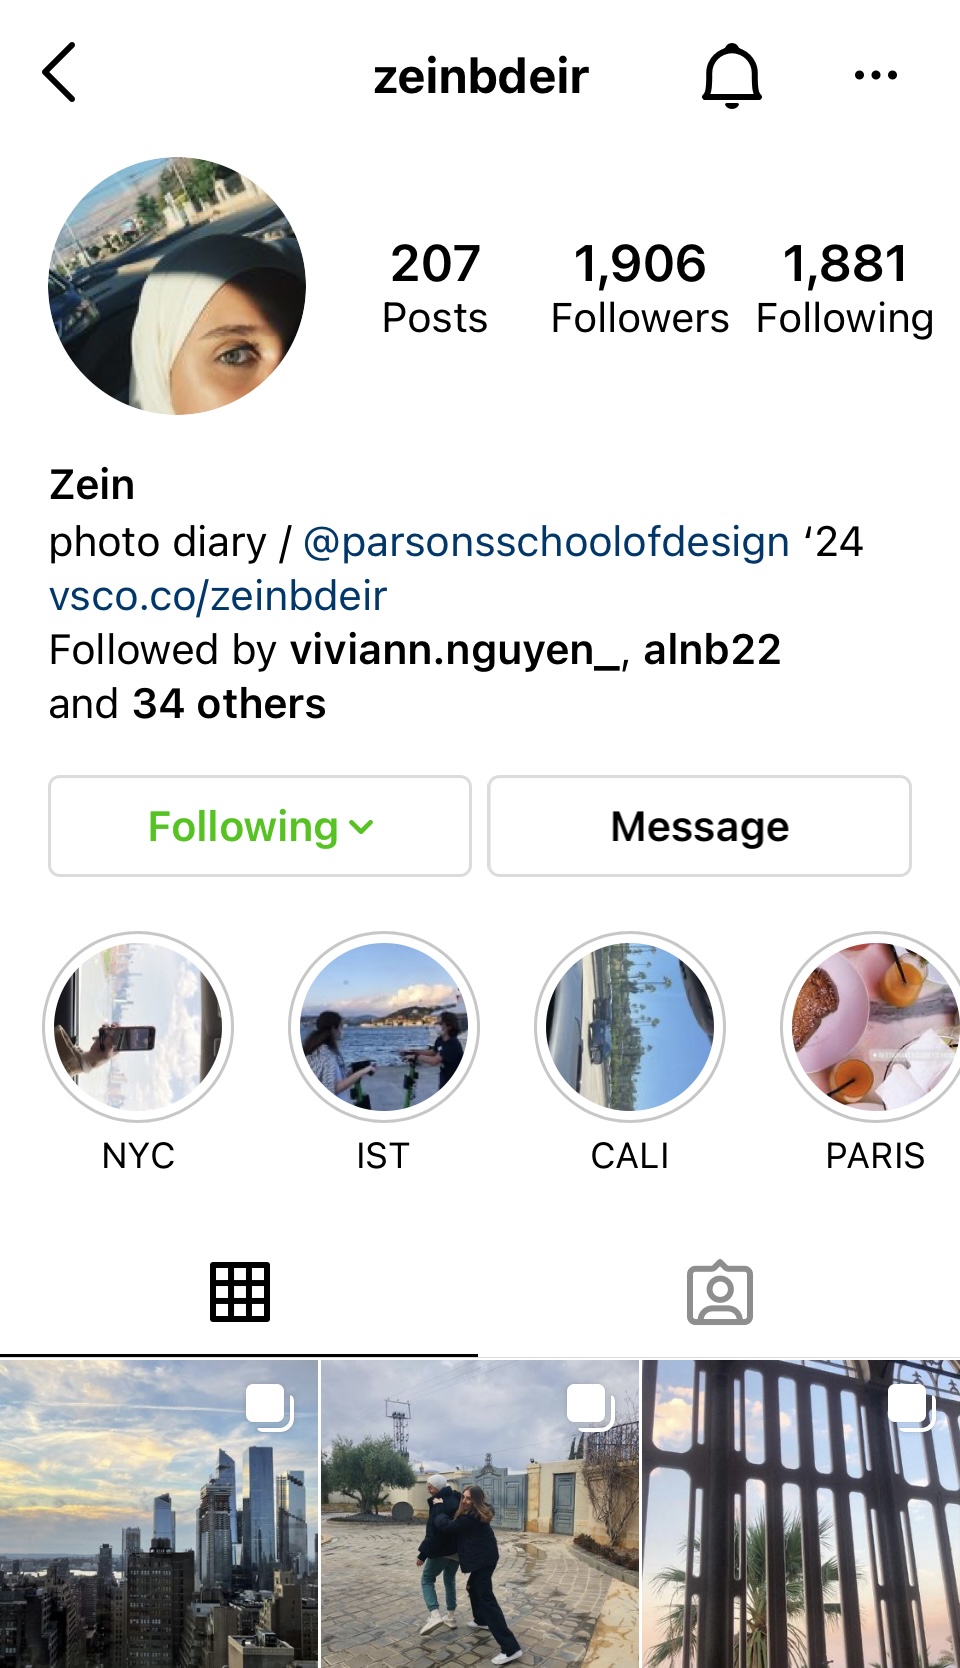 zeinbdeir
207 1,906 1,881
Posts Followers Following
Zein
photo diary / @parsonsschoolofdesign ‘24
vsco.co/zeinbdeir
Followed by viviann.nguyen_, alnb22
and 34 others
Following Message
NYC IST CALI PARIS